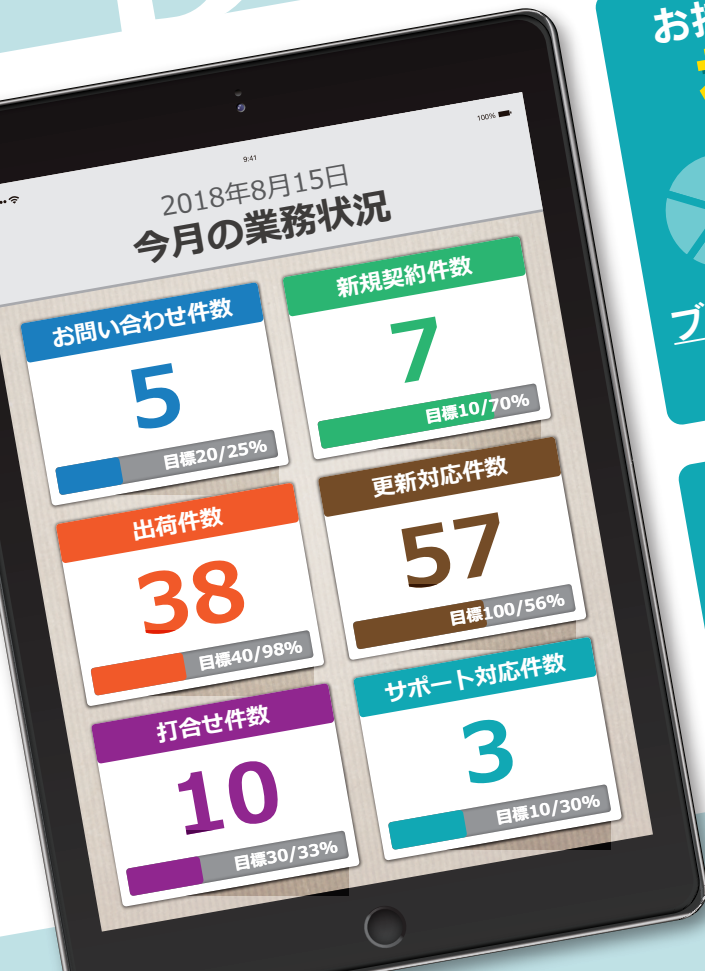 9:41
100%
2018年8月15日
今月の業務状況
お問い合わせ件数
5
目標20/25%
新規契約件数
7
目標10/70%
出荷件数
38
目標40/98%
更新対応件数
57
目標100/56%
打合せ件数
10
目標30/33%
サポート対応件数
3
目標10/30%
お
ブ